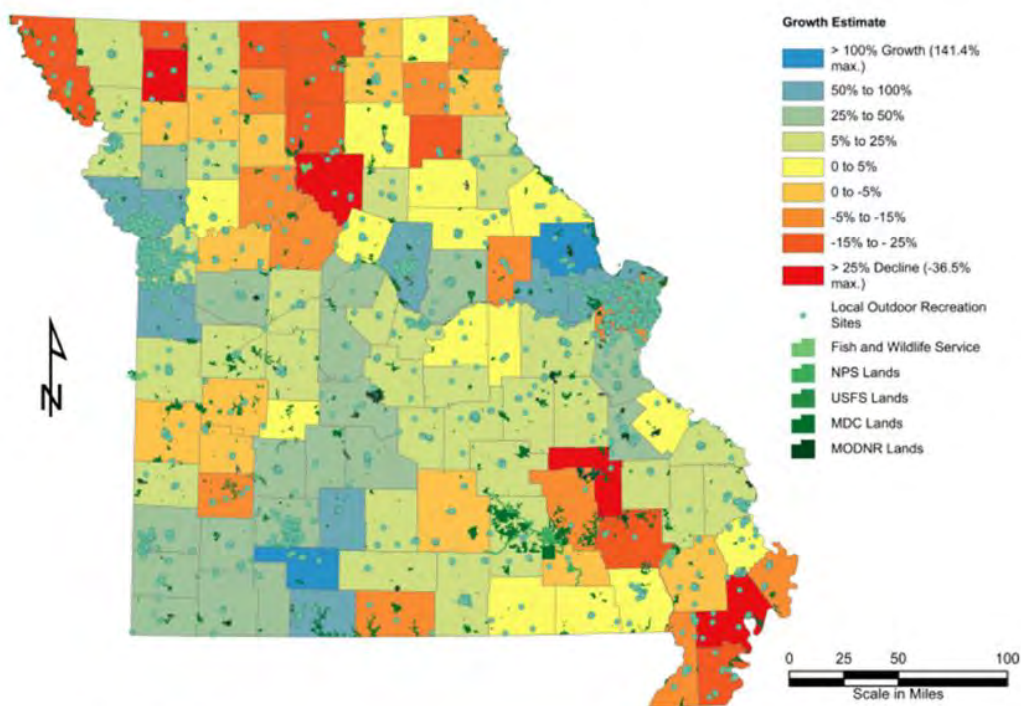 Growth Estimate
> 100% Growth (141.4%
max.)
50% to 100%
25% to 50%
5% to 25%
0 to 5%
0 to -5%
-5% to -15%
-15% to - 25%
> 25% Decline (-36.5%
max.)
Local Outdoor Recreation
Sites
Fish and Wildlife Service
NPS Lands
USFS Lands
MDC Lands
MODNR Lands
N
0 25 50 100
Scale in Miles